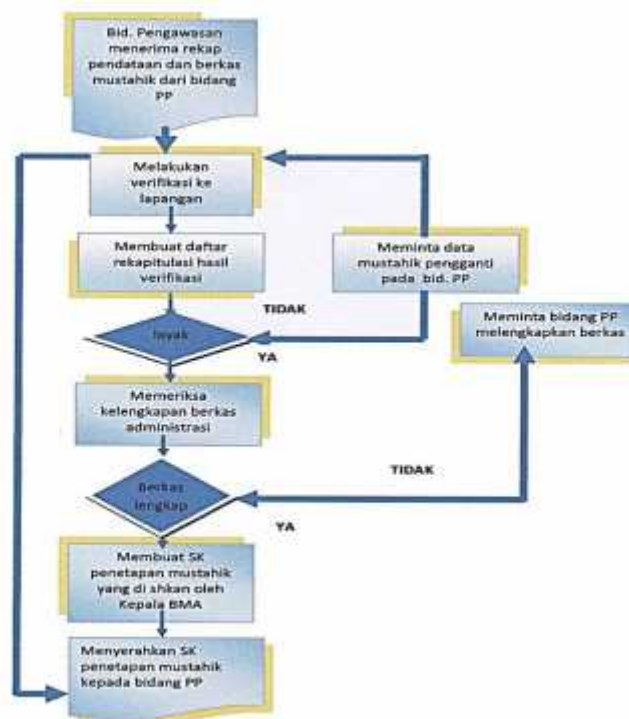 Bid. Pengawasan
menerima rekap
pendataan dan berkas
mustahik dari bidang
PP
Melakukan
verifikasi ke
lapangan
Membuat daftar
rekapitulasi hasil
verifikasi
Meminta data
mustahik pengganti
pada bid. PP
TIDAK
Meminta bidang PP
melengkapkan berkas
layak
YA
Memeriksa
kelengkapan berkas
administrasi
TIDAK
Berkas
lengkap
YA
Membuat SK
penetapan mustahik
yang di shkan oleh
Kepala BMA
Menyerahkan SK
penetapan mustahik
kepada bidang PP